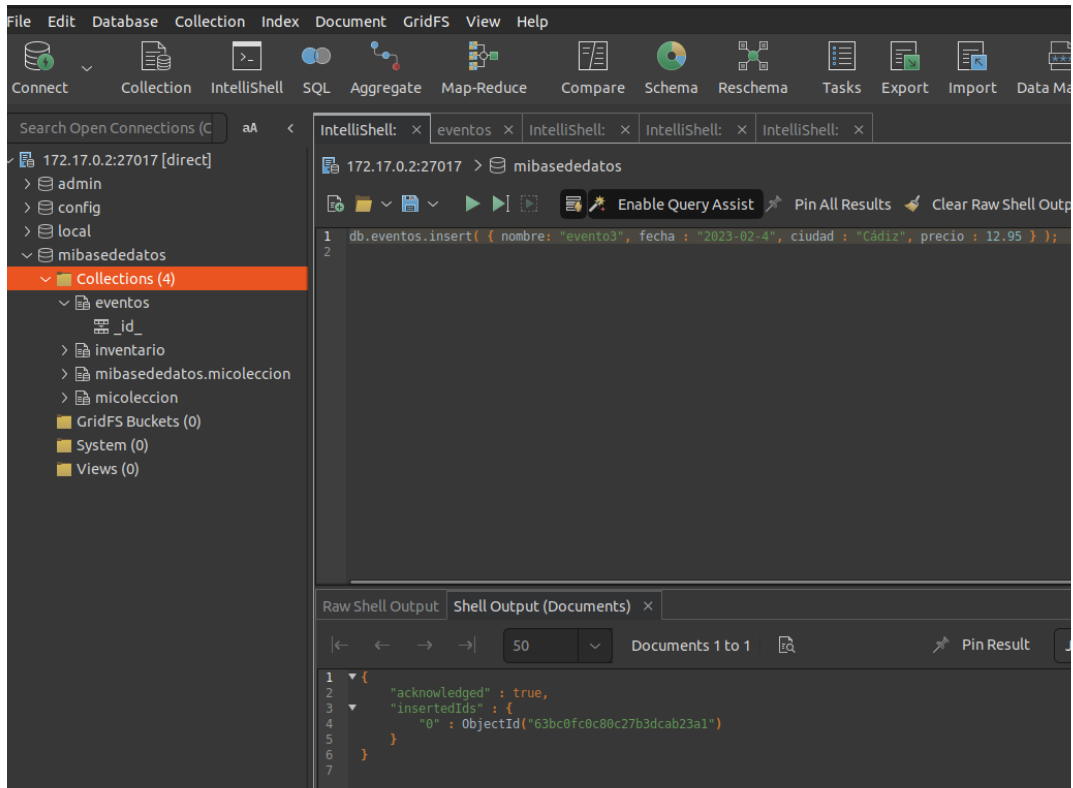 File Edit Database Collection Index Document GridFS View Help
Connect Collection IntelliShell SQL Aggregate Map-Reduce Compare Schema Reschema Tasks Export Import Data Ma
Search Open Connections (C aA
IntelliShell: eventos IntelliShell: IntelliShell: IntelliShell:
172.17.0.2:27017 [direct]
admin
config
local
mibasededatos
Collections (4)
eventos
_id_
inventario
mibasededatos.micoleccion
micoleccion
GridFS Buckets (0)
System (0)
Views (0)
172.17.0.2:27017 > mibasededatos
Enable Query Assist Pin All Results Clear Raw Shell Outp
1 db.eventos.insert( { nombre: "evento3", fecha : "2023-02-4", ciudad : "Cádiz", precio : 12.95 } );
2
Raw Shell Output Shell Output (Documents)
50 Documents 1 to 1 Pin Result J
1 {
2 "acknowledged" : true,
3 "insertedIds" : {
4 "0" : ObjectId("63bc0fc0c80c27b3dcab23a1")
5 }
6 }
7